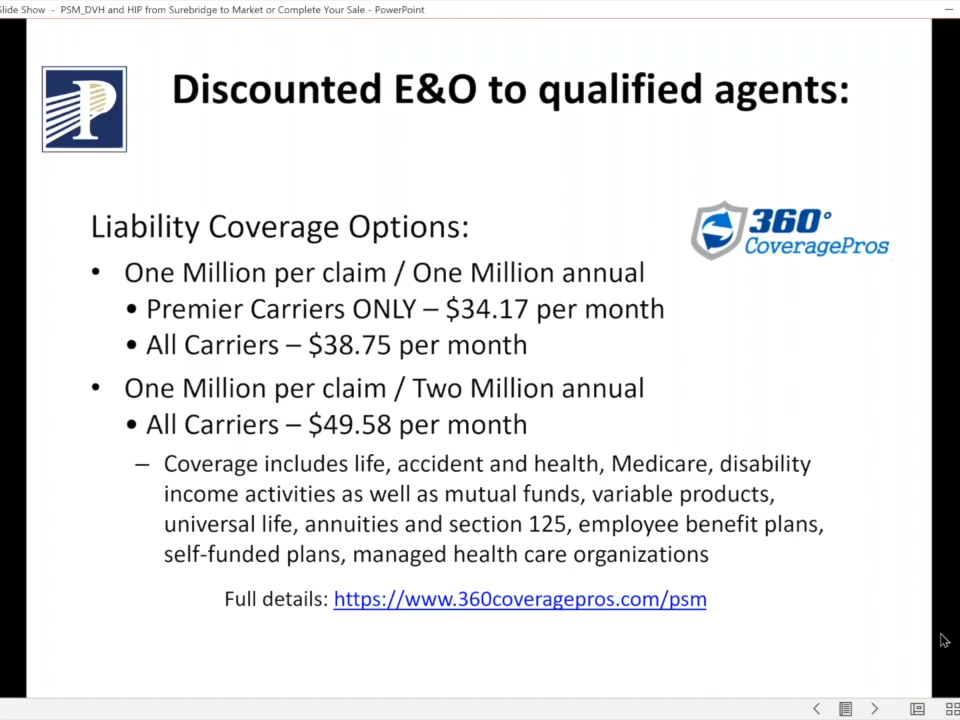 Slide Show - PSM_DVH and HIP from Surebridge to Market or Complete Your Sale - PowerPoint
P
Discounted E&O to qualified agents:
360°
CoveragePros
Liability Coverage Options:
• One Million per claim / One Million annual
• Premier Carriers ONLY – $34.17 per month
• All Carriers – $38.75 per month
• One Million per claim / Two Million annual
• All Carriers – $49.58 per month
– Coverage includes life, accident and health, Medicare, disability
income activities as well as mutual funds, variable products,
universal life, annuities and section 125, employee benefit plans,
self-funded plans, managed health care organizations
Full details: https://www.360coveragepros.com/psm